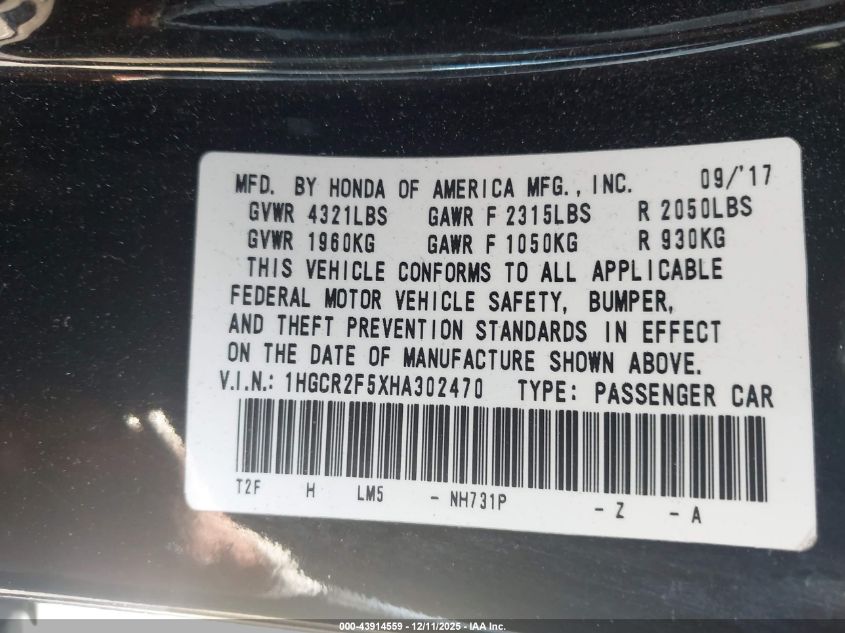 MFD. BY HONDA OF AMERICA MFG., INC. 09/'17
GVWR 4321LBS GAWR F 2315LBS R 2050LBS
GVWR 1960KG GAWR F 1050KG R 930KG
THIS VEHICLE CONFORMS TO ALL APPLICABLE
FEDERAL MOTOR VEHICLE SAFETY, BUMPER,
AND THEFT PREVENTION STANDARDS IN EFFECT
ON THE DATE OF MANUFACTURE SHOWN ABOVE.
V.I.N.: 1HGCR2F5XHA302470 TYPE: PASSENGER CAR
T2F H LM5 - NH731P - Z - A
000-43914559 - 12/11/2025 - IAA Inc.